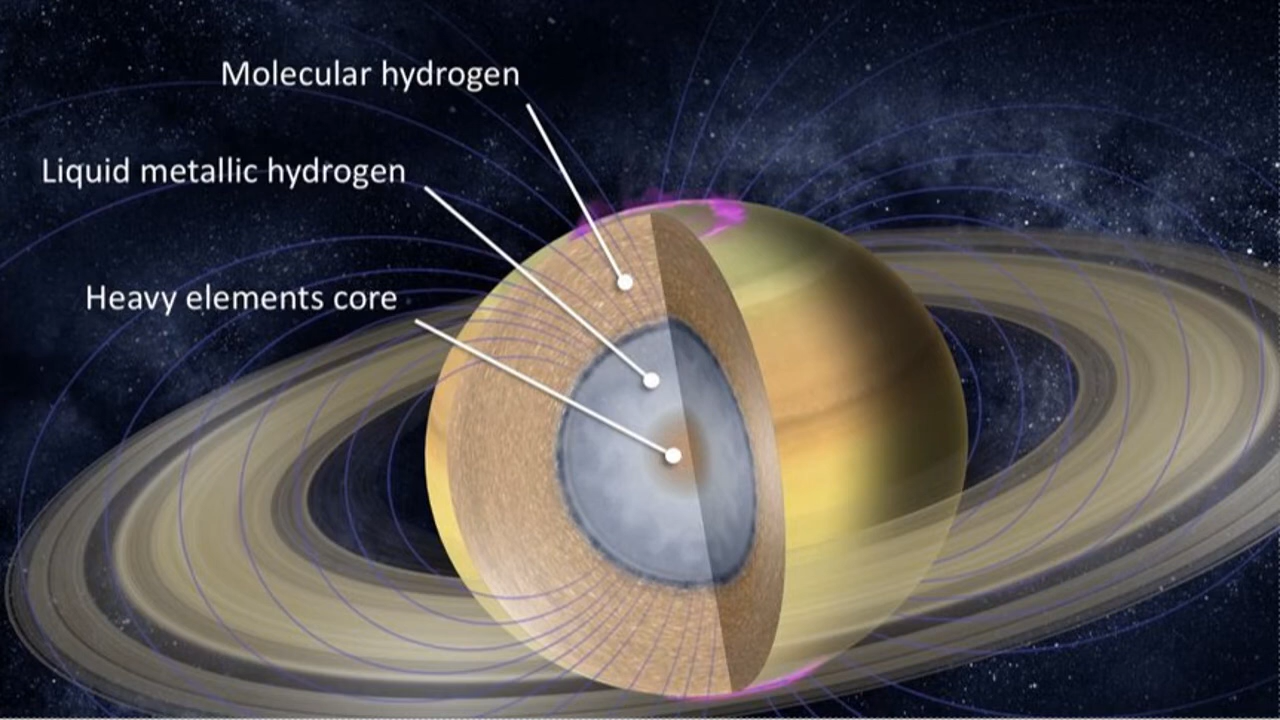 Molecular hydrogen
Liquid metallic hydrogen
Heavy elements core